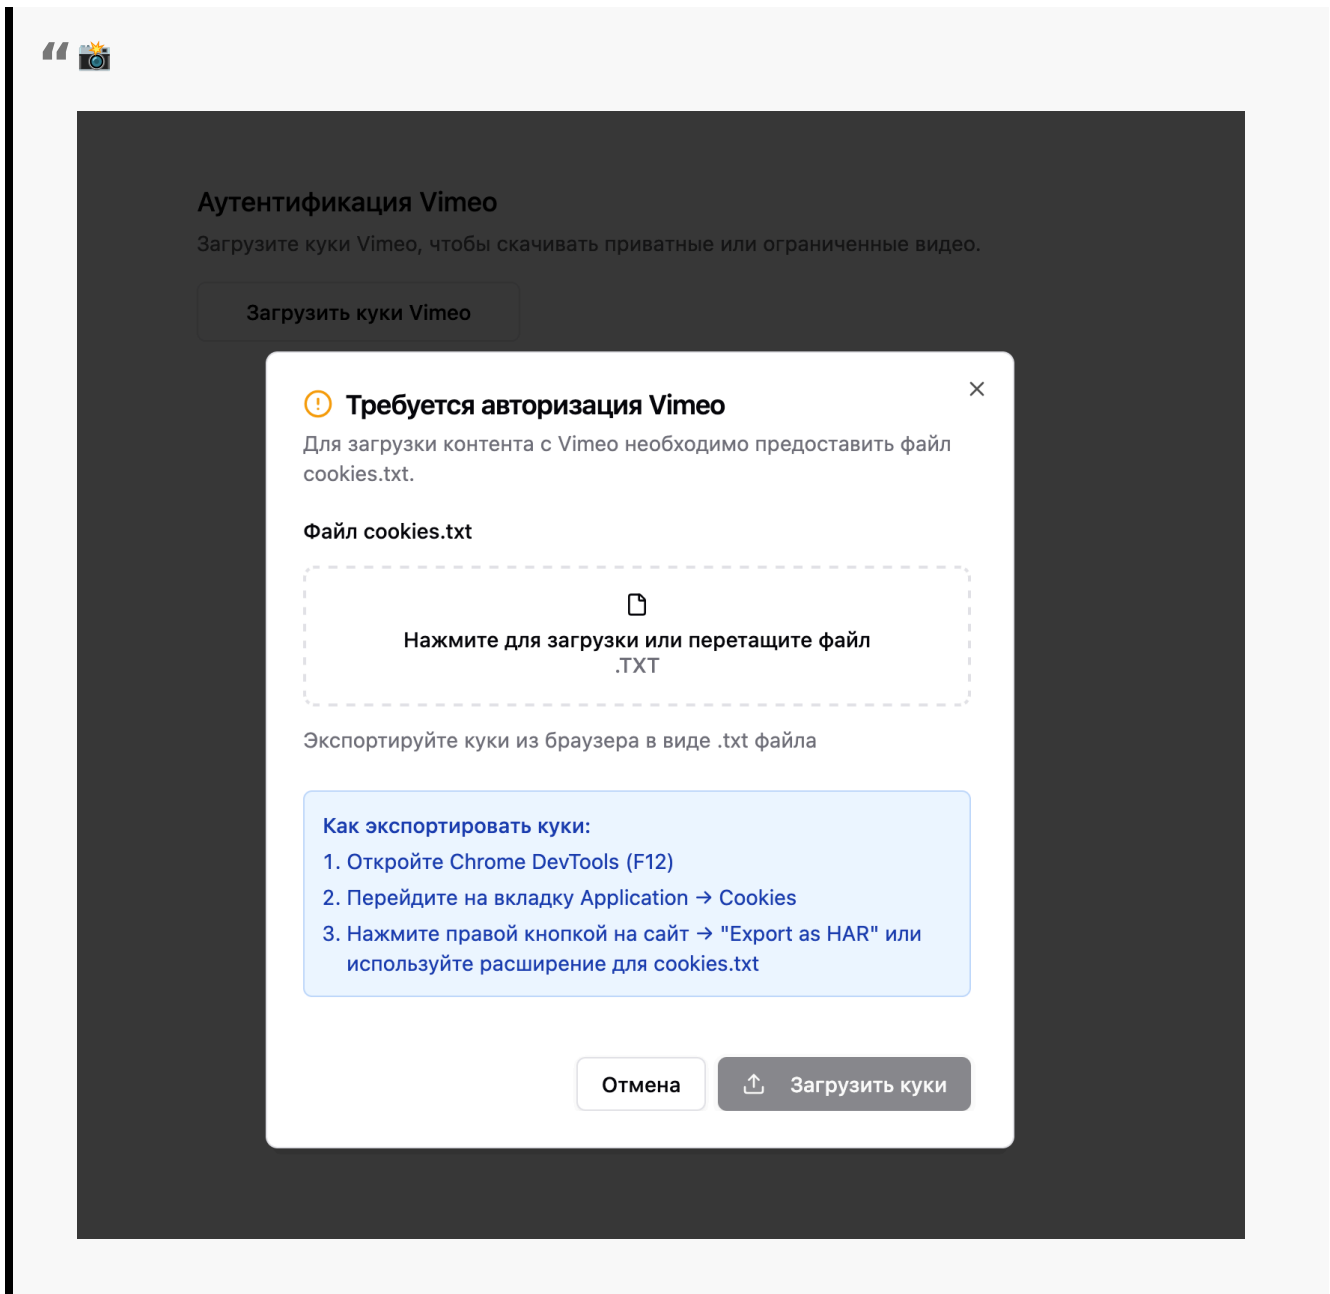 “ 📸
Аутентификация Vimeo
Загрузите куки Vimeo, чтобы скачивать приватные или ограниченные видео.
Загрузить куки Vimeo
Требуется авторизация Vimeo
Для загрузки контента с Vimeo необходимо предоставить файл
cookies.txt.
Файл cookies.txt
Нажмите для загрузки или перетащите файл
.TXT
Экспортируйте куки из браузера в виде .txt файла
Как экспортировать куки:
1. Откройте Chrome DevTools (F12)
2. Перейдите на вкладку Application → Cookies
3. Нажмите правой кнопкой на сайт → "Export as HAR" или
используйте расширение для cookies.txt
Отмена
Загрузить куки